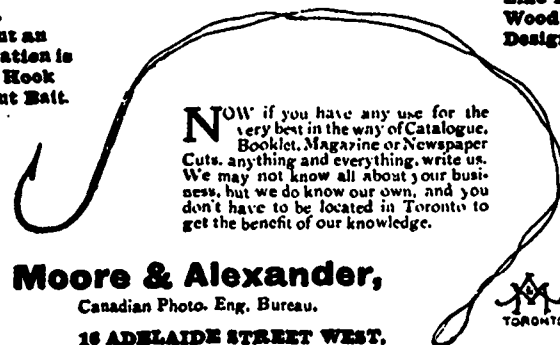 ut an
ation is
Hook
ut Bait.
Wood
Desig
NOW if you have any use for the
very best in the way of Catalogue,
Booklet, Magazine or Newspaper
Cuts, anything and everything, write us.
We may not know all about your busi-
ness, but we do know our own, and you
don't have to be located in Toronto to
get the benefit of our knowledge.
Moore & Alexander,
Canadian Photo. Eng. Bureau.
16 ADELAIDE STREET WEST,
TORONTO